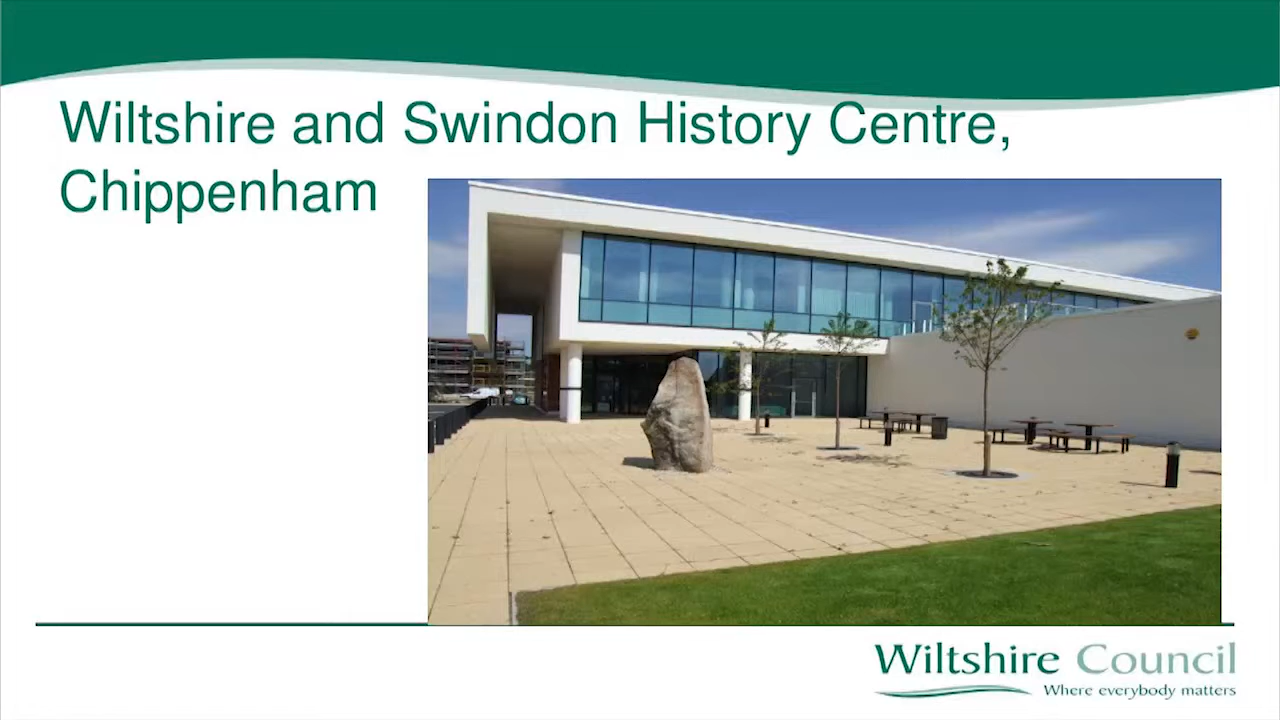 Wiltshire and Swindon History Centre,
Chippenham
Wiltshire Council
Where everybody matters